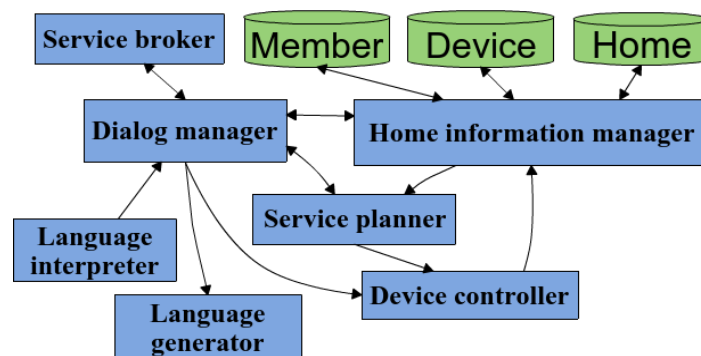 Service broker
Member
Device
Home
Dialog manager
Home information manager
Service planner
Language
interpreter
Device controller
Language
generator